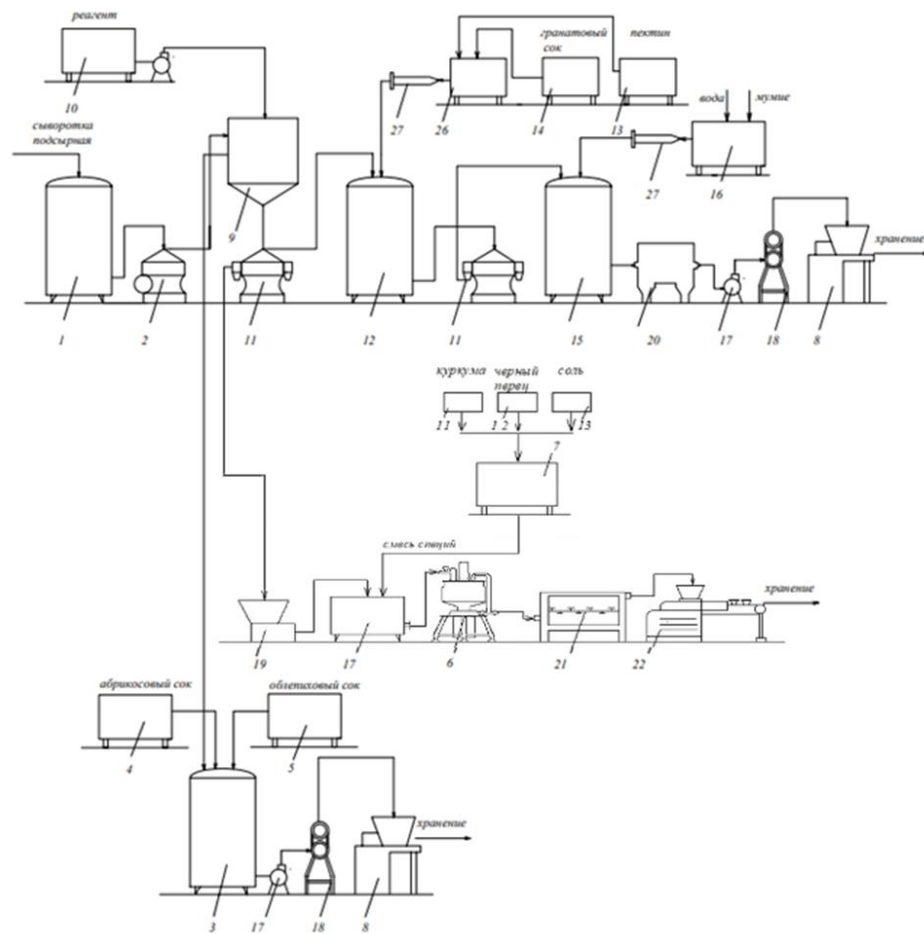 реагент
10
гранатовый
сок
пектин
27
26
14
13
вода
мумие
27
16
сыворотка
подсырная
9
хранение
1
2
11
12
11
15
20
17
18
8
куркума
черный
перец
соль
11
12
13
7
смесь специй
хранение
19
17
6
21
22
абрикосовый сок
облепиховый сок
4
5
хранение
3
17
18
8